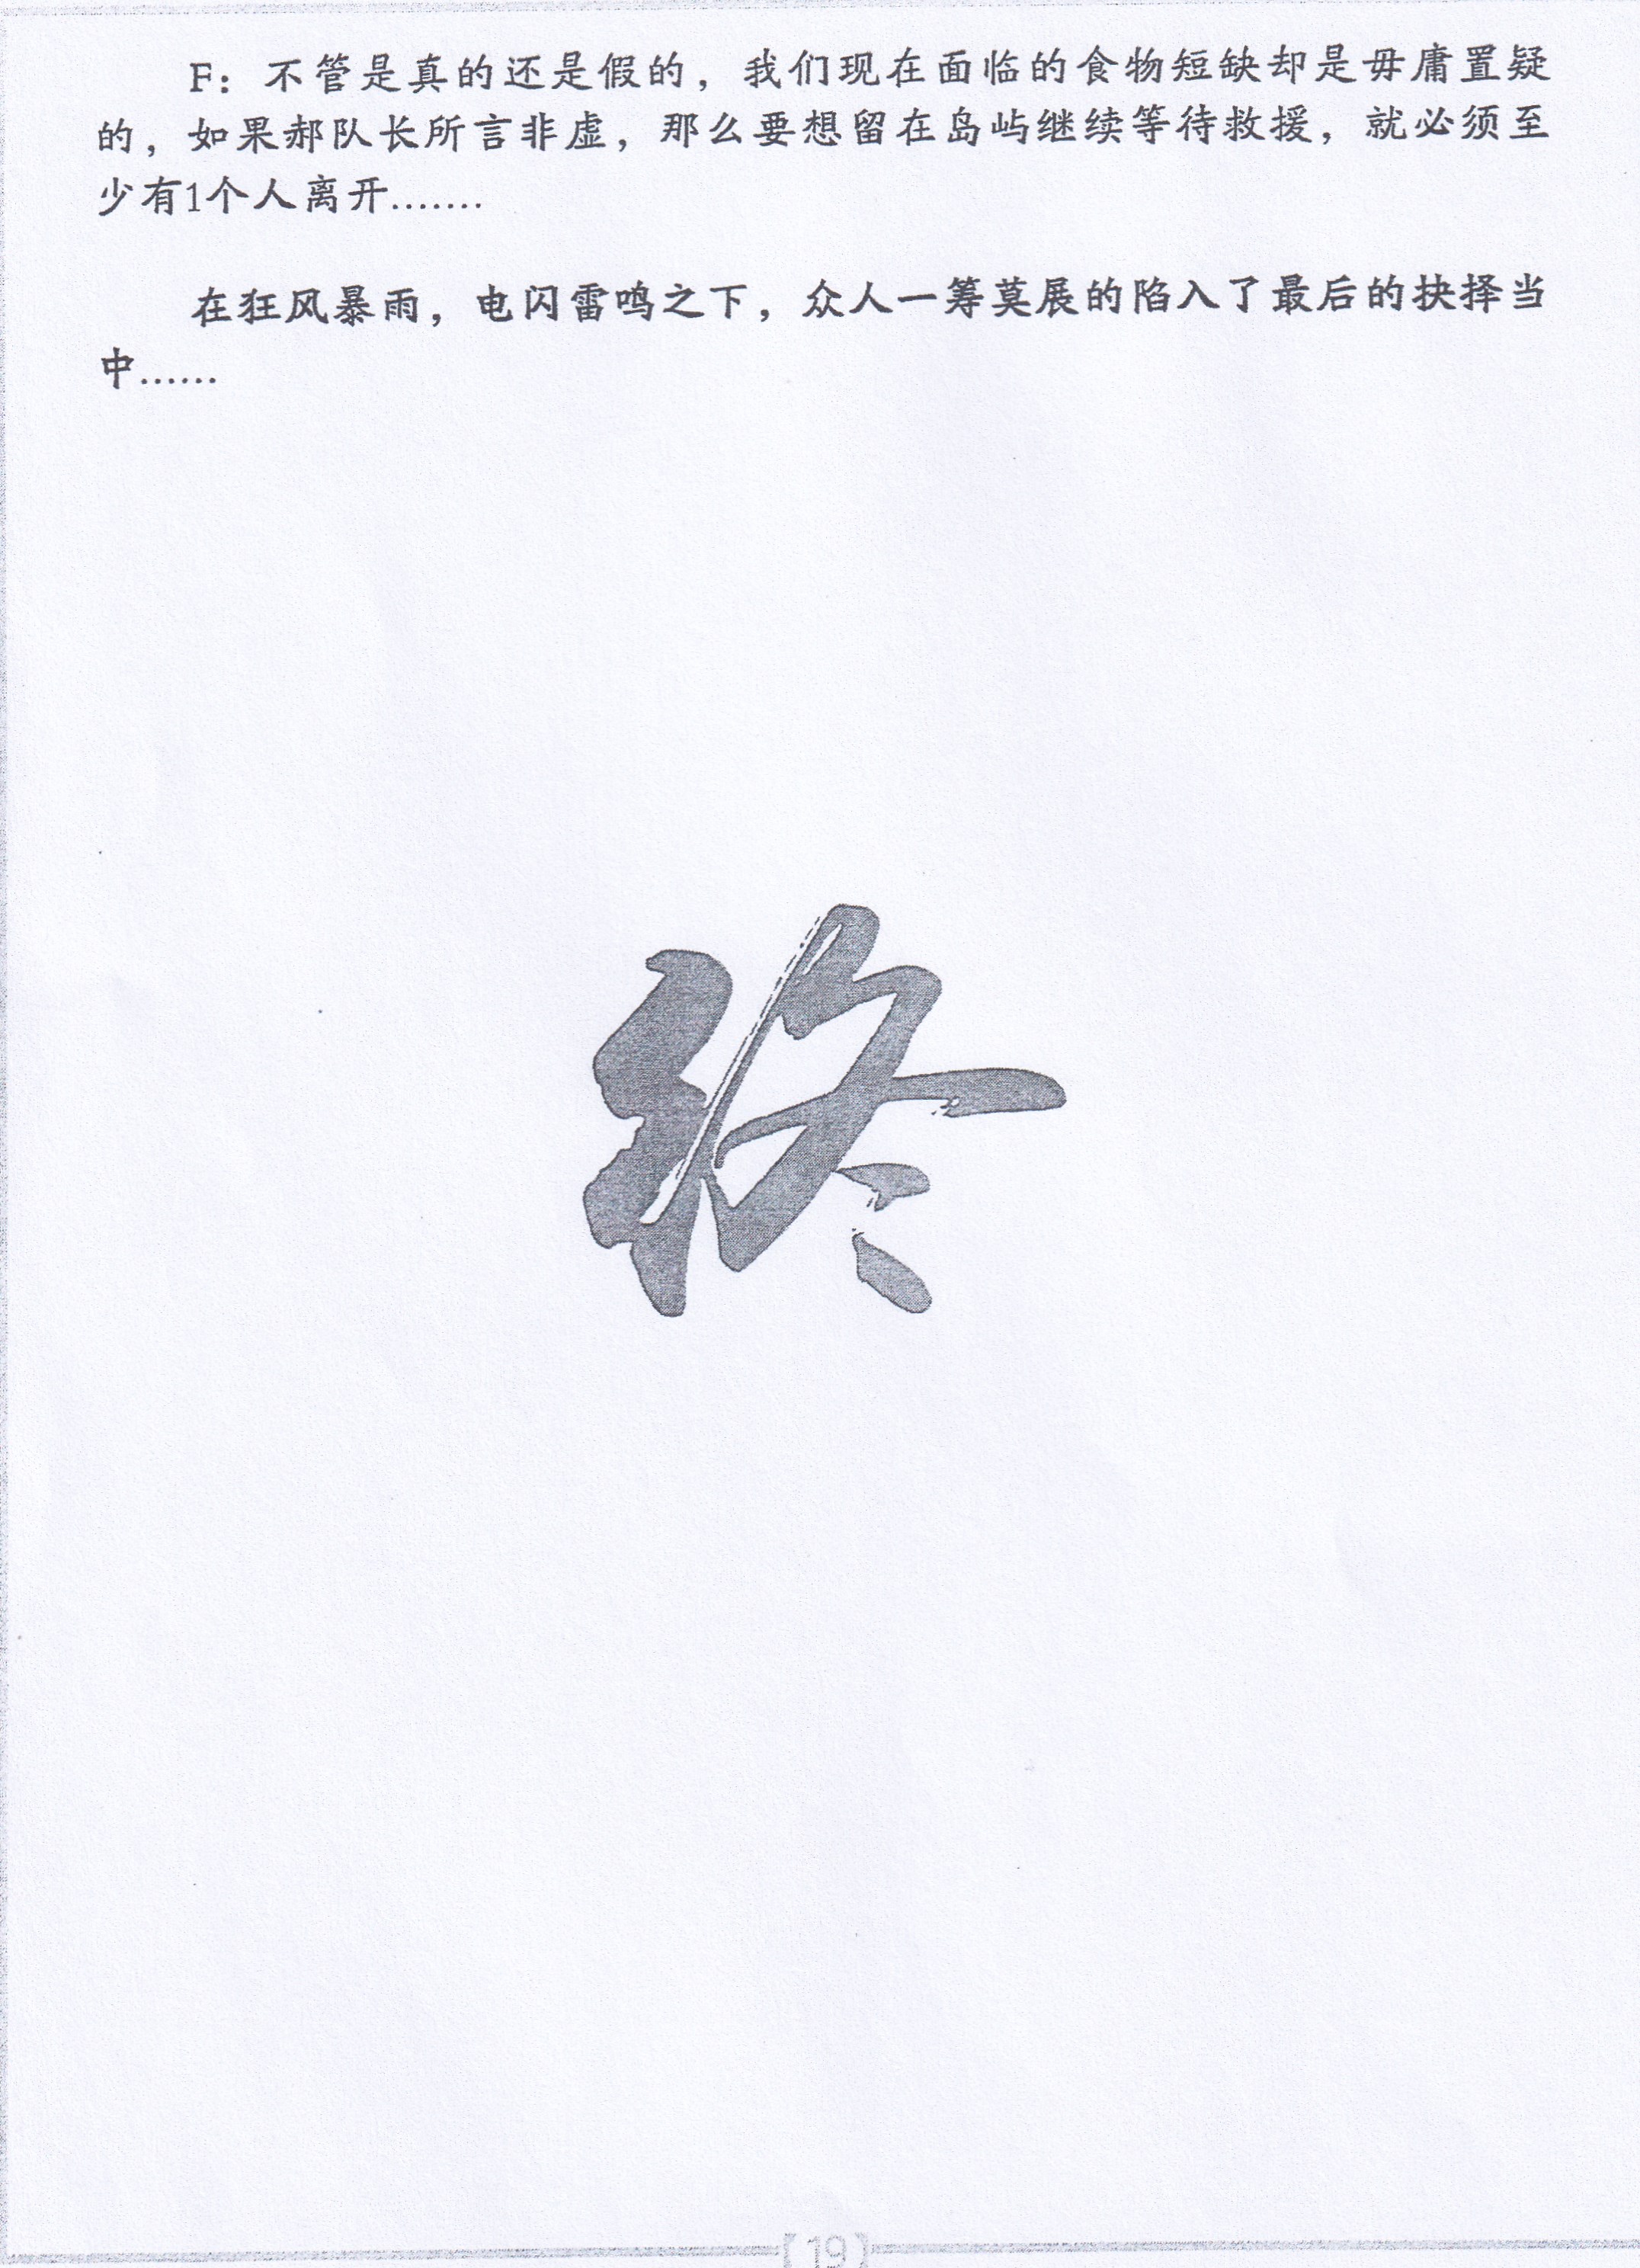 F：不管是真的还是假的，我们现在面临的食物短缺却是毋庸置疑
的，如果郝队长所言非虚，那么要想留在岛屿继续等待救援，就必须至
少有1个人离开.......
在狂风暴雨，电闪雷鸣之下，众人一筹莫展的陷入了最后的抉择当
中......
终
【19】